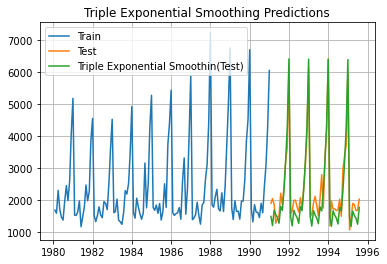 Triple Exponential Smoothing Predictions
Train
Test
Triple Exponential Smoothin(Test)
7000
6000
5000
4000
3000
2000
1000
1980 1982 1984 1986 1988 1990 1992 1994 1996